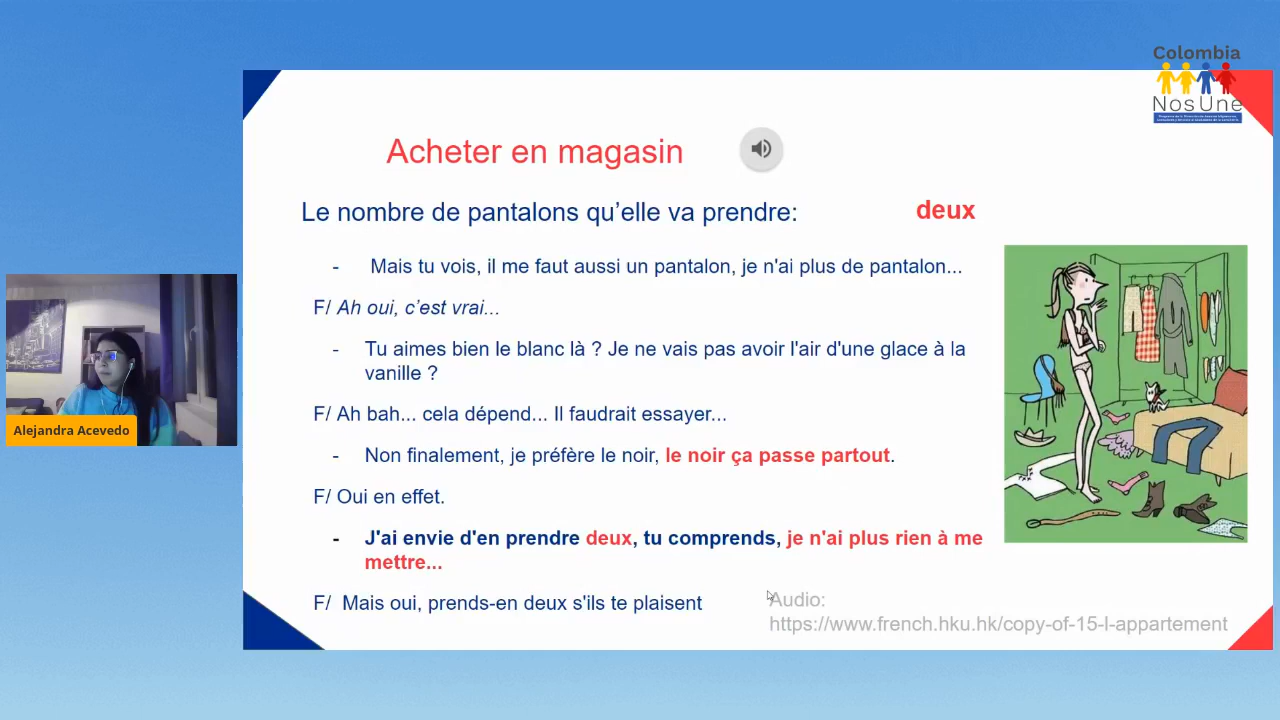 Colombia
NosUne
Acheter en magasin
Le nombre de pantalons qu’elle va prendre:
deux
- Mais tu vois, il me faut aussi un pantalon, je n'ai plus de pantalon...
F/ Ah oui, c’est vrai...
- Tu aimes bien le blanc là ? Je ne vais pas avoir l'air d'une glace à la
vanille ?
F/ Ah bah... cela dépend... Il faudrait essayer...
- Non finalement, je préfère le noir, le noir ça passe partout.
F/ Oui en effet.
- J'ai envie d'en prendre deux, tu comprends, je n'ai plus rien à me
mettre...
F/ Mais oui, prends-en deux s'ils te plaisent
Audio:
https://www.french.hku.hk/copy-of-15-l-appartement
Alejandra Acevedo